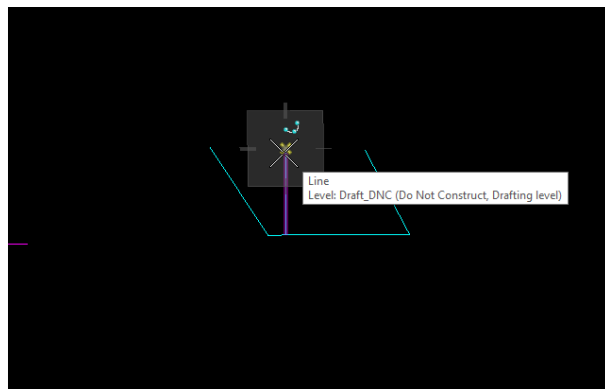 Line
Level: Draft_DNC (Do Not Construct, Drafting level)